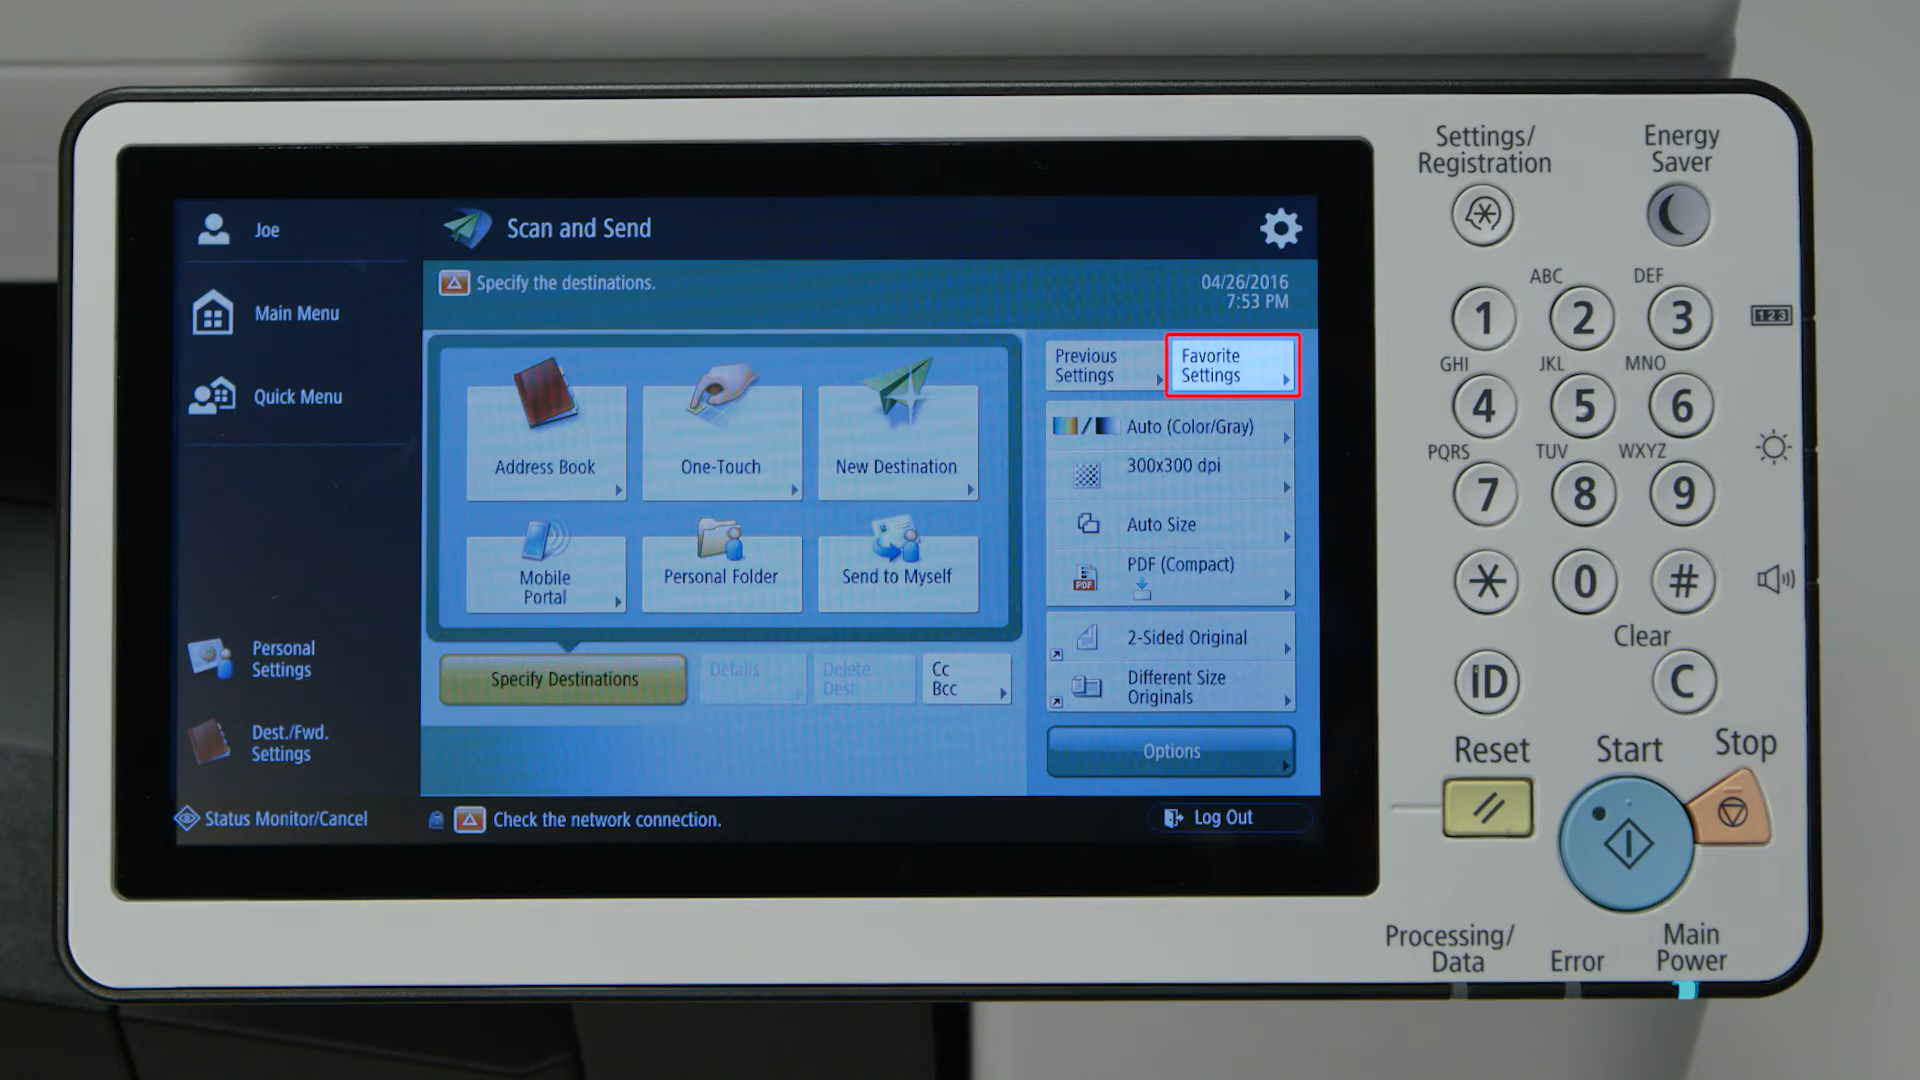 Joe
Main Menu
Quick Menu
Personal
Settings
Dest./Fwd.
Settings
Status Monitor/Cancel
Scan and Send
Specify the destinations.
04/26/2016
7:53 PM
Address Book
One-Touch
New Destination
Mobile
Portal
Personal Folder
Send to Myself
Specify Destinations
Details
Delete
Dest.
Cc
Bcc
Previous
Settings
Favorite
Settings
Auto (Color/Gray)
300x300 dpi
Auto Size
PDF (Compact)
PDF
2-Sided Original
Different Size
Originals
Options
Check the network connection.
Log Out
Settings/
Registration
Energy
Saver
ABC
DEF
1
2
3
123
GHI
JKL
MNO
4
5
6
PQRS
TUV
WXYZ
7
8
9
0
#
Clear
ID
C
Reset
Start
Stop
Processing/
Data
Error
Main
Power